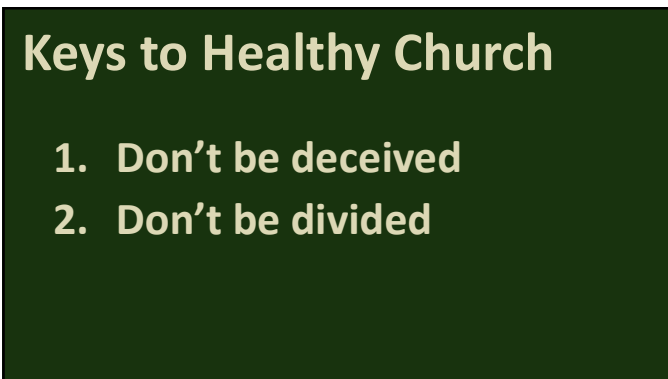 Keys to Healthy Church
1. Don’t be deceived
2. Don’t be divided